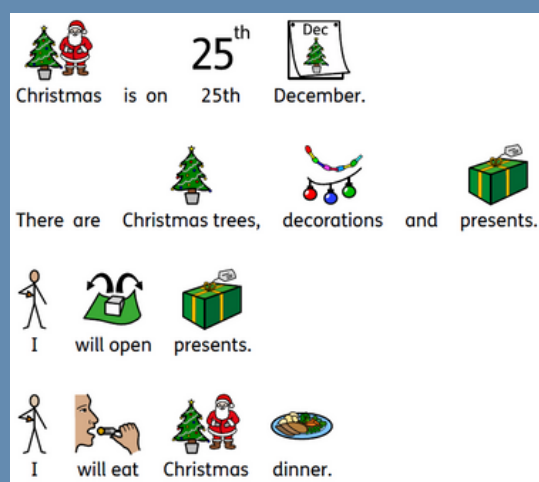 25th
Dec
Christmas is on 25th December.
There are Christmas trees, decorations and presents.
I will open presents.
I will eat Christmas dinner.